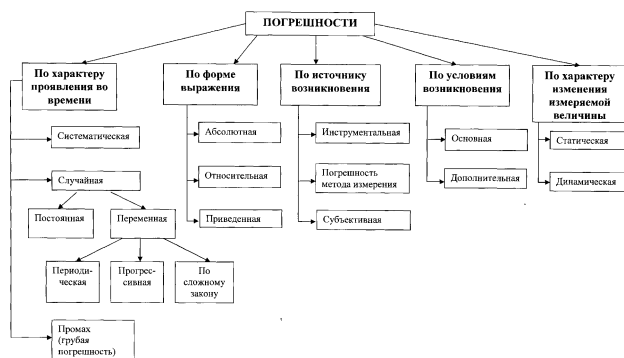 ПОГРЕШНОСТИ
По характеру
проявления во
времени
По форме
выражения
По источнику
возникновения
По условиям
возникновения
По характеру
изменения
измеряемой
величины
Систематическая
Случайная
Постоянная
Переменная
Периоди-
ческая
Прогрес-
сивная
По
сложному
закону
Промах
(грубая
погрешность)
Абсолютная
Относительная
Приведенная
Инструментальная
Погрешность
метода измерения
Субъективная
Основная
Дополнительная
Статическая
Динамическая